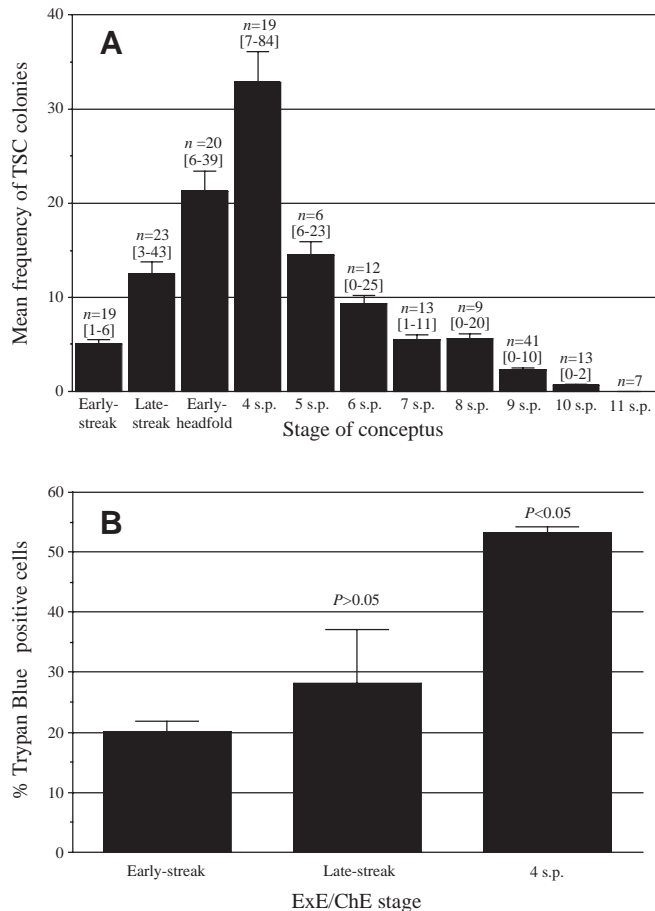 A
Mean frequency of TSC colonies
40
30
20
10
0
n=19
[1-6]
n=23
[3-43]
n =20
[6-39]
n=19
[7-84]
n=6
[6-23]
n=12
[0-25]
n=13
[1-11]
n=9
[0-20]
n=41
[0-10]
n=13
[0-2]
n=7
Early-
streak
Late-
streak
Early-
headfold
4 s.p.
5 s.p.
6 s.p.
7 s.p.
8 s.p.
9 s.p.
10 s.p.
11 s.p.
Stage of conceptus
B
% Trypan Blue positive cells
60
50
40
30
20
10
0
P>0.05
P<0.05
Early-streak
Late-streak
4 s.p.
ExE/ChE stage